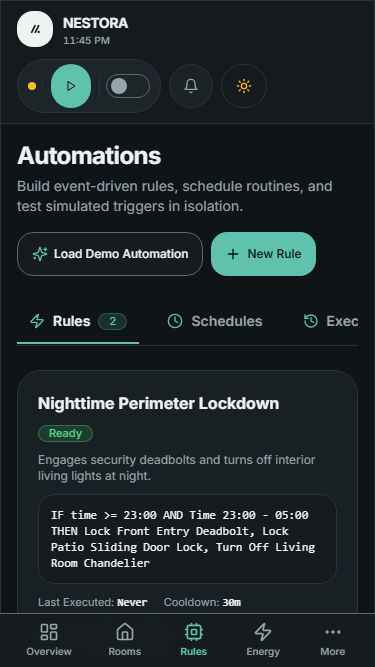 NESTORA
11:45 PM
Automations
Build event-driven rules, schedule routines, and
test simulated triggers in isolation.
Load Demo Automation
New Rule
Rules 2 Schedules Exec
Nighttime Perimeter Lockdown
Ready
Engages security deadbolts and turns off interior
living lights at night.
IF time >= 23:00 AND Time 23:00 - 05:00
THEN Lock Front Entry Deadbolt, Lock
Patio Sliding Door Lock, Turn Off Living
Room Chandelier
Last Executed: Never Cooldown: 30m
Overview Rooms Rules Energy More